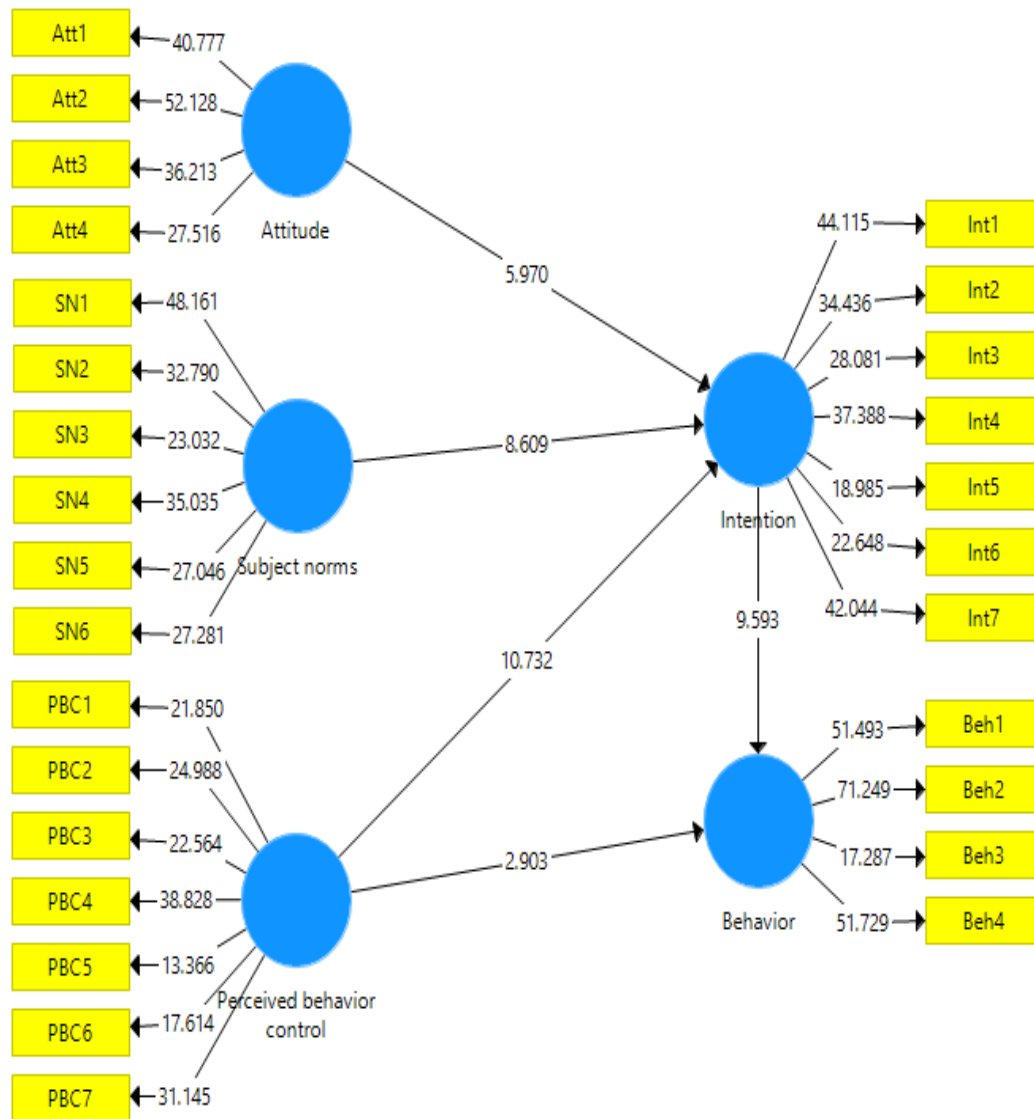 Att1
40.777
Att2
52.128
Att3
36.213
Att4
27.516
Attitude
5.970
SN1
48.161
SN2
32.790
SN3
23.032
SN4
35.035
SN5
27.046
SN6
27.281
Subject norms
8.609
PBC1
21.850
PBC2
24.988
PBC3
22.564
PBC4
38.828
PBC5
13.366
PBC6
17.614
PBC7
31.145
Perceived behavior
control
10.732
2.903
Int1
44.115
Int2
34.436
Int3
28.081
Int4
37.388
Int5
18.985
Int6
22.648
Int7
42.044
Intention
9.593
Beh1
51.493
Beh2
71.249
Beh3
17.287
Beh4
51.729
Behavior